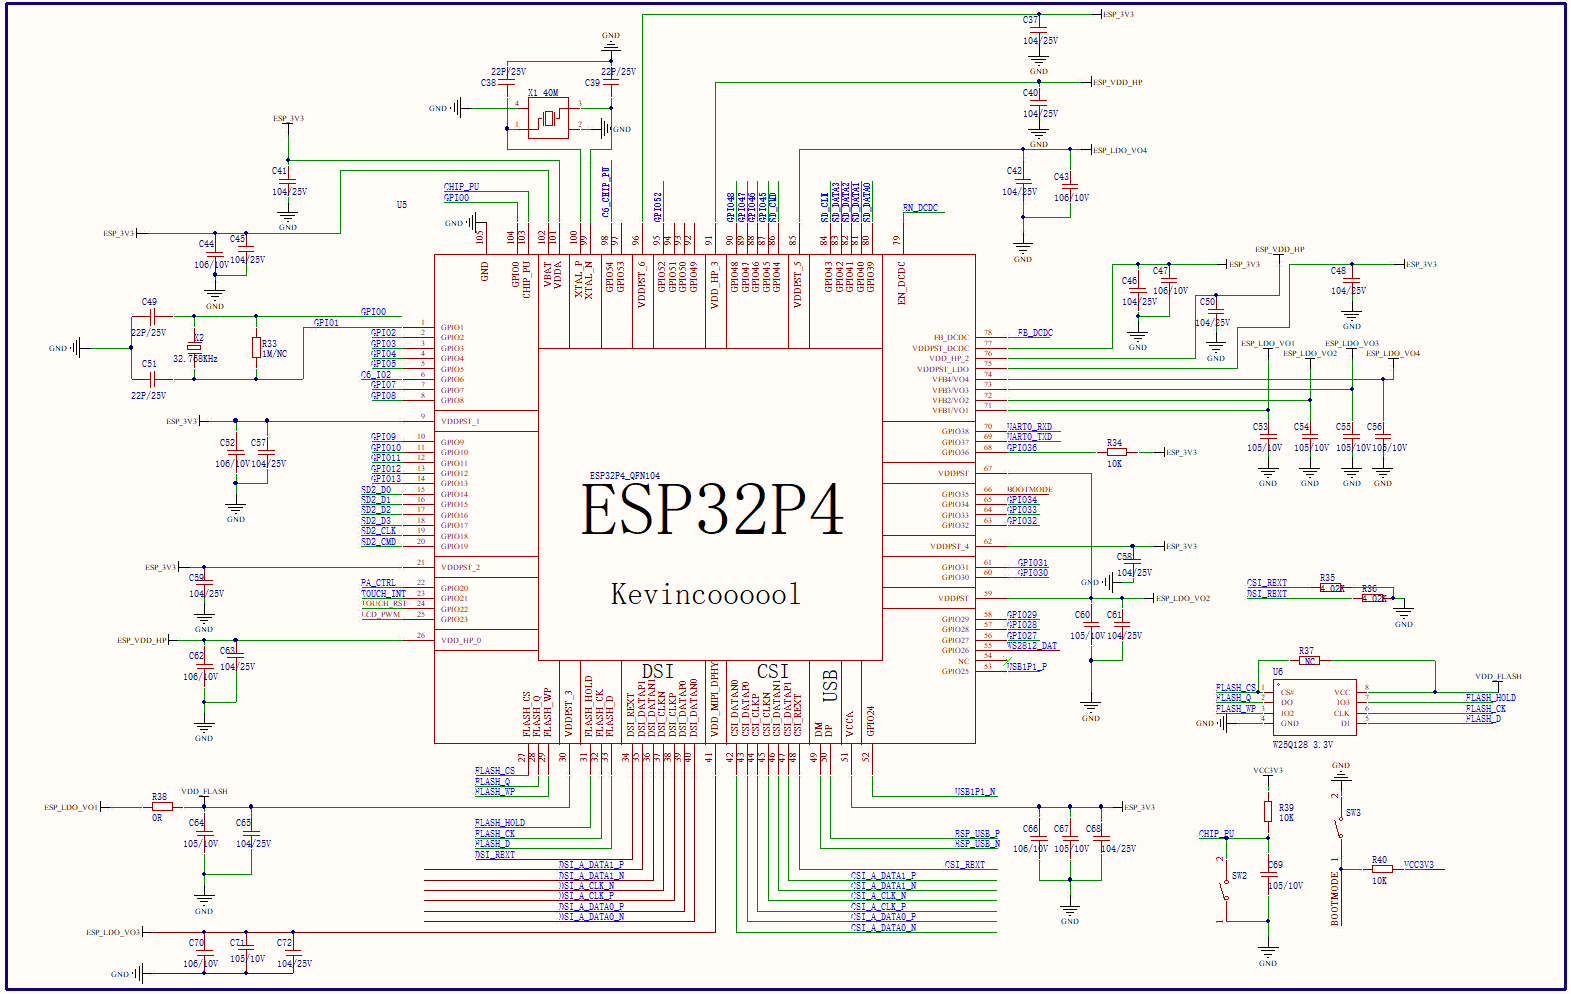 C37
ESP_3V3
104/25V
GND
GND
22P/25V
C38
22P/25V
C39
X1 40M
4
3
1
2
GND
GND
ESP_VDD_HP
C40
104/25V
GND
ESP_3V3
C41
104/25V
GND
ESP_LDO_VO4
C42
104/25V
C43
106/10V
GND
U5
CHIP_PU
GPIO0
GND
C6_CHIP_PU
GPIO52
GPIO48
GPIO47
GPIO46
GPIO45
SD_CMD
SD_CLK
SD_DATA3
SD_DATA2
SD_DATA1
SD_DATA0
EN_DCDC
105
104
103
102
101
100
99
98
97
96
95
94
93
92
91
90
89
88
87
86
85
84
83
82
81
80
79
GND
GPIO0
CHIP_PU
VBAT
VDDA
XTAL_P
XTAL_N
GPIO54
GPIO53
VDDPST_6
GPIO52
GPIO51
GPIO50
GPIO49
VDD_HP_3
GPIO48
GPIO47
GPIO46
GPIO45
GPIO44
VDDPST_5
GPIO43
GPIO42
GPIO41
GPIO40
GPIO39
EN_DCDC
ESP_3V3
C44
106/10V
C45
104/25V
GND
C49
22P/25V
GND
X2
32.768KHz
R33
1M/NC
C51
22P/25V
GPIO0
GPIO1
GPIO2
GPIO3
GPIO4
GPIO5
C6_IO2
GPIO7
GPIO8
1 GPIO1
2 GPIO2
3 GPIO3
4 GPIO4
5 GPIO5
6 GPIO6
7 GPIO7
8 GPIO8
ESP_3V3
C52
106/10V
C57
104/25V
GND
9 VDDPST_1
GPIO9 10 GPIO9
GPIO10 11 GPIO10
GPIO11 12 GPIO11
GPIO12 13 GPIO12
GPIO13 14 GPIO13
SD2_D0 15 GPIO14
SD2_D1 16 GPIO15
SD2_D2 17 GPIO16
SD2_D3 18 GPIO17
SD2_CLK 19 GPIO18
SD2_CMD 20 GPIO19
ESP_3V3
C59
104/25V
GND
21 VDDPST_2
PA_CTRL 22 GPIO20
TOUCH_INT 23 GPIO21
TOUCH_RST 24 GPIO22
LCD_PWM 25 GPIO23
ESP_VDD_HP 26 VDD_HP_0
C62
106/10V
C63
104/25V
GND
ESP32P4_QFN104
ESP32P4
Kevincoooool
DSI
CSI
USB
FB_DCDC 78 FB_DCDC
VDDPST_DCDC 77
VDD_HP_2 76
VDDPST_LDO 75
VFB4/VO4 74
VFB3/VO3 73
VFB2/VO2 72
VFB1/VO1 71
GPIO38 70 UART0_RXD
GPIO37 69 UART0_TXD
GPIO36 68 GPIO36
R34
10K
ESP_3V3
VDDPST 67
GPIO35 66 BOOTMODE
GPIO34 65 GPIO34
GPIO33 64 GPIO33
GPIO32 63 GPIO32
VDDPST_4 62
ESP_3V3
C58
104/25V
GND
GPIO31 61 GPIO31
GPIO30 60 GPIO30
VDDPST 59
ESP_LDO_VO2
GPIO29 58 GPIO29
GPIO28 57 GPIO28
GPIO27 56 GPIO27
GPIO26 55 WS2812_DAT
NC 54
GPIO25 53 USB1P1_P
C60
105/10V
C61
104/25V
GND
C46
104/25V
C47
106/10V
GND
ESP_3V3
ESP_VDD_HP
C50
104/25V
GND
C48
104/25V
GND
ESP_3V3
ESP_LDO_VO1
ESP_LDO_VO2
ESP_LDO_VO3
ESP_LDO_VO4
C53
105/10V
GND
C54
105/10V
GND
C55
105/10V
GND
C56
105/10V
GND
CSI_REXT
DSI_REXT
R35
4.02K
R36
4.02K
GND
R37
NC
U6
FLASH_CS 1 CS#
FLASH_Q 2 DO
FLASH_WP 3 IO2
GND 4 GND
VCC 8
IO3 7 FLASH_HOLD
CLK 6 FLASH_CK
DI 5 FLASH_D
VDD_FLASH
W25Q128 3.3V
FLASH_CS
FLASH_Q
FLASH_WP
VDDPST_3
FLASH_HOLD
FLASH_CK
FLASH_D
DSI_REXT
DSI_DATAP1
DSI_DATAN1
DSI_CLKN
DSI_CLKP
DSI_DATAP0
DSI_DATAN0
VDD_MIPI_DPHY
CSI_DATAN0
CSI_DATAP0
CSI_CLKP
CSI_CLKN
CSI_DATAN1
CSI_DATAP1
CSI_REXT
DM
DP
VCCA
GPIO24
27
28
29
30
31
32
33
34
35
36
37
38
39
40
41
42
43
44
45
46
47
48
49
50
51
52
FLASH_CS
FLASH_Q
FLASH_WP
FLASH_HOLD
FLASH_CK
FLASH_D
DSI_REXT
DSI_A_DATA1_P
DSI_A_DATA1_N
DSI_A_CLK_N
DSI_A_CLK_P
DSI_A_DATA0_P
DSI_A_DATA0_N
USB1P1_N
ESP_USB_P
ESP_USB_N
CSI_REXT
CSI_A_DATA1_P
CSI_A_DATA1_N
CSI_A_CLK_N
CSI_A_CLK_P
CSI_A_DATA0_P
CSI_A_DATA0_N
ESP_LDO_VO1
R38
0R
VDD_FLASH
C64
105/10V
C65
104/25V
GND
ESP_LDO_VO3
C70
106/10V
C71
105/10V
C72
104/25V
GND
ESP_3V3
C66
106/10V
C67
105/10V
C68
104/25V
GND
VCC3V3
R39
10K
CHIP_PU
2
SW2
1
C69
105/10V
GND
GND
2
SW3
1
R40
10K
VCC3V3
BOOTMODE